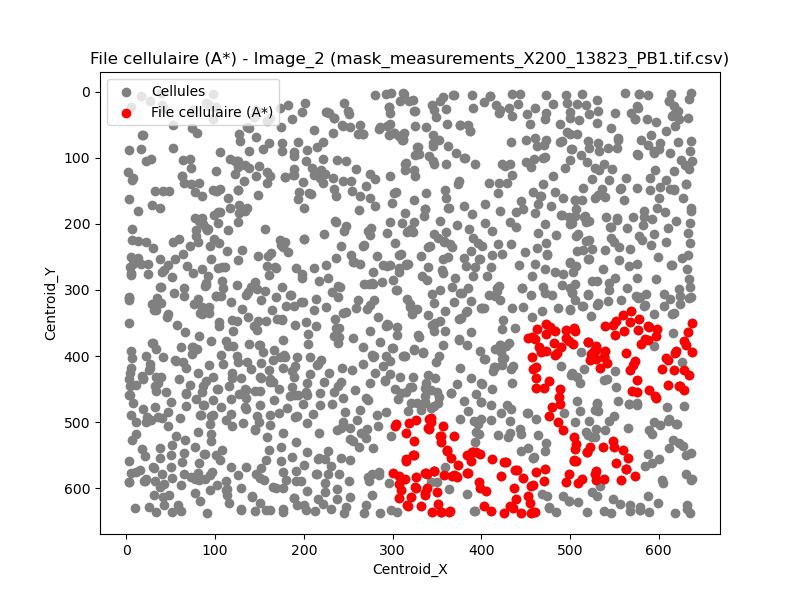 File cellulaire (A*) - Image_2 (mask_measurements_X200_13823_PB1.tif.csv)
Cellules
File cellulaire (A*)
0
100
200
300
400
500
600
Centroid_Y
0 100 200 300 400 500 600
Centroid_X